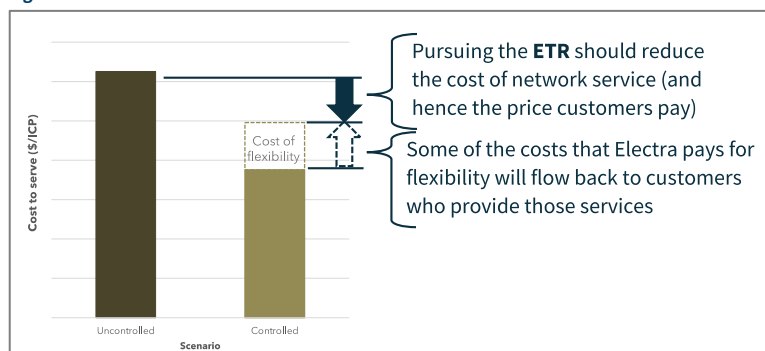 Pursuing the ETR should reduce
the cost of network service (and
hence the price customers pay)
Cost of
flexibility
Some of the costs that Electra pays for
flexibility will flow back to customers
who provide those services
Cost to serve ($/ICP)
Uncontrolled
Controlled
Scenario